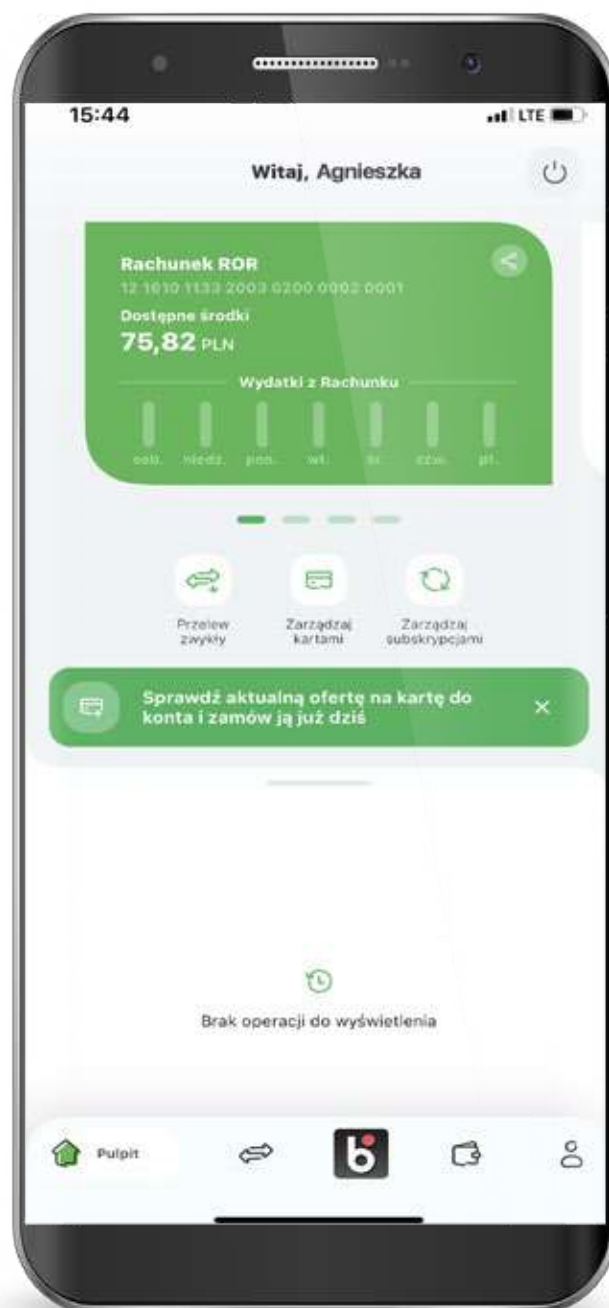 15:44
LTE
Witaj, Agnieszka
Rachunek ROR
12 1610 1133 2003 0200 0002 0001
Dostępne środki
75,82 PLN
Wydatki z Rachunku
sob. niedz. pon. wt. śr. czw. pt.
Przelew
zwykły
Zarządzaj
kartami
Zarządzaj
subskrypcjami
Sprawdź aktualną ofertę na kartę do
konta i zamów ją już dziś
Brak operacji do wyświetlenia
Pulpit
b